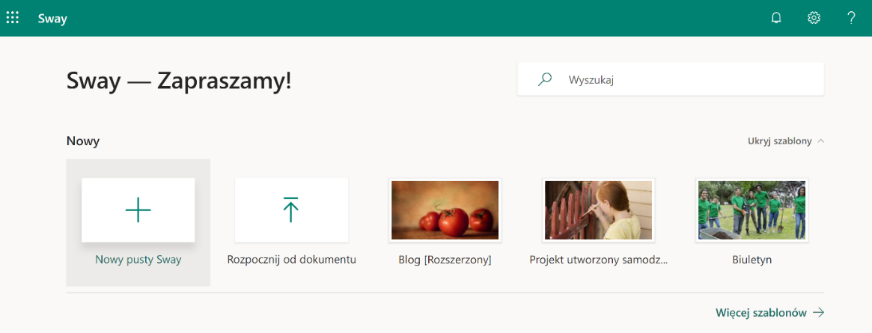 Sway
Sway — Zapraszamy!
Wyszukaj
Nowy
Ukryj szablony
Nowy pusty Sway
Rozpocznij od dokumentu
Blog [Rozszerzony]
Projekt utworzony samodz...
Biuletyn
Więcej szablonów